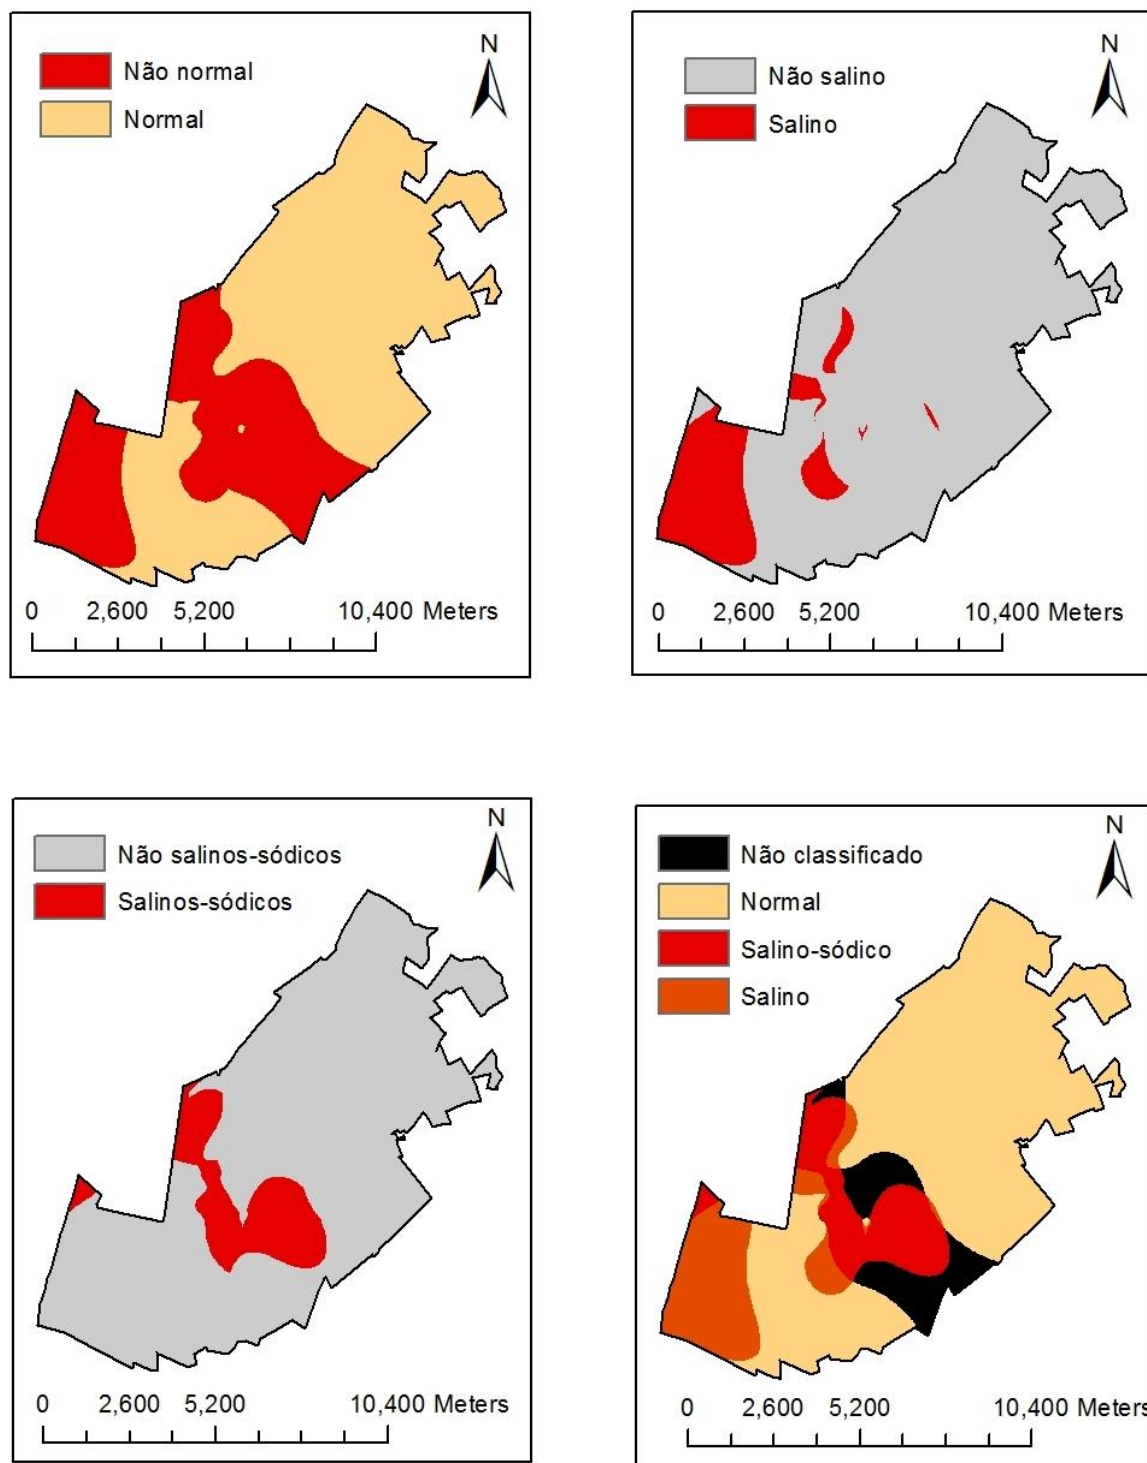 N
Não normal
Normal
0 2,600 5,200 10,400 Meters
N
Não salino
Salino
0 2,600 5,200 10,400 Meters
N
Não salinos-sódicos
Salinos-sódicos
0 2,600 5,200 10,400 Meters
N
Não classificado
Normal
Salino-sódico
Salino
0 2,600 5,200 10,400 Meters